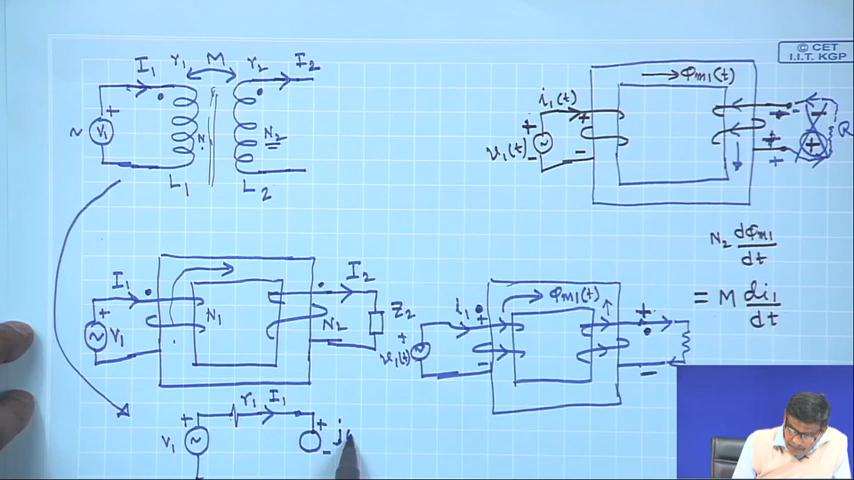 © CET
I.I.T. KGP
I₁ r₁ M r₂ I₂
+
~ V₁ N₁ N₂
L₁ L₂
i₁(t) → Φm1(t)
+ + -
v₁(t) ~ R
- - + +
N₂ dΦm1/dt
= M di₁/dt
I₁ I₂
+ ~ V₁ N₁ N₂ Z₂
i₁ Φm1(t) +
+ v₁(t) ~ - -
r₁ I₁
+ + j
V₁ ~ -